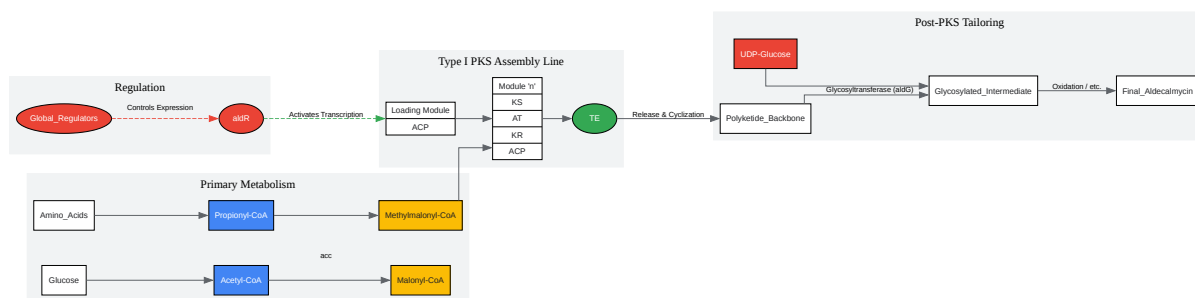 Post-PKS Tailoring
UDP-Glucose
Glycosyltransferase (aldG)
Glycosylated_Intermediate
Oxidation / etc.
Final_Aldecalmycin
Polyketide_Backbone
Type I PKS Assembly Line
Loading Module
ACP
Module 'n'
KS
AT
KR
ACP
TE
Release & Cyclization
Regulation
Global_Regulators
Controls Expression
aldR
Activates Transcription
Primary Metabolism
Amino_Acids
Propionyl-CoA
Methylmalonyl-CoA
acc
Glucose
Acetyl-CoA
Malonyl-CoA